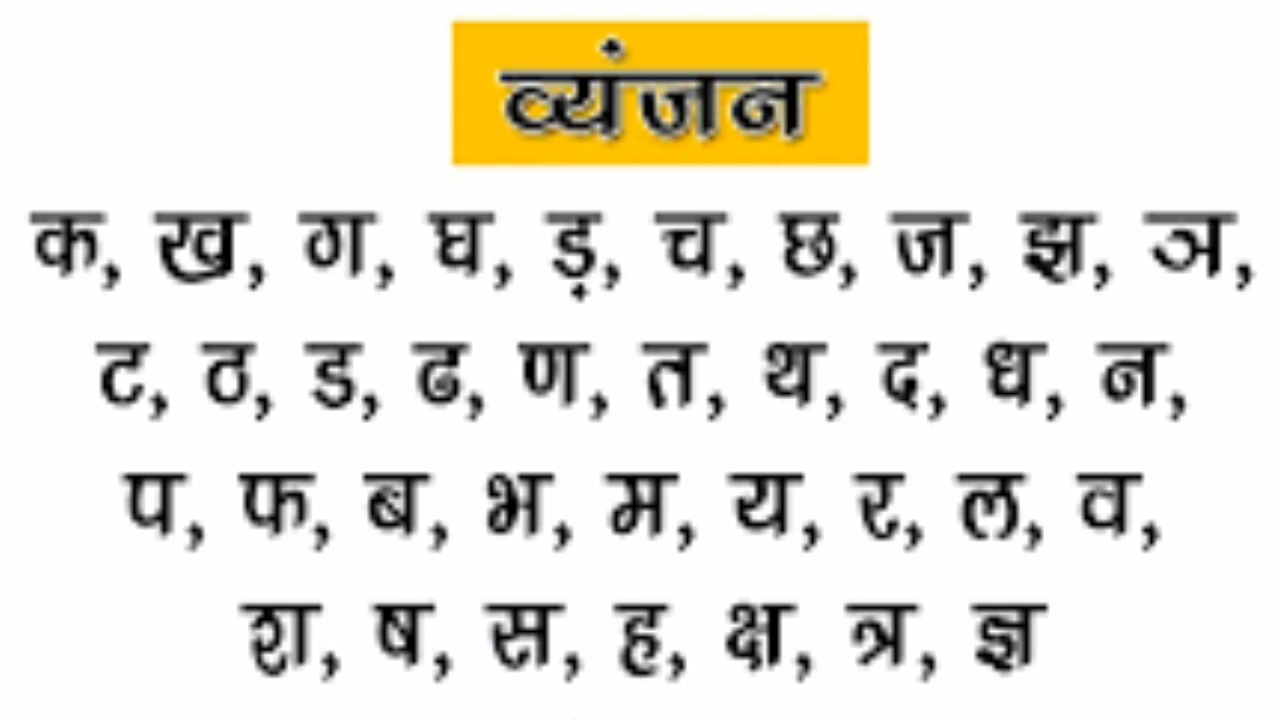 व्यंजन
क, ख, ग, घ, ड़, च, छ, ज, झ, ञ,
ट, ठ, ड, ढ, ण, त, थ, द, ध, न,
प, फ, ब, भ, म, य, र, ल, व,
श, ष, स, ह, क्ष, त्र, ज्ञ